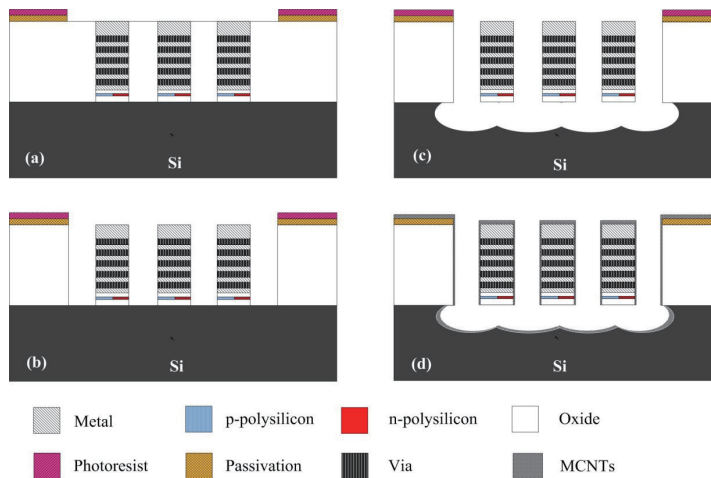 (a)
Si
(c)
Si
(b)
Si
(d)
Si
Metal
p-polysilicon
n-polysilicon
Oxide
Photoresist
Passivation
Via
MCNTs